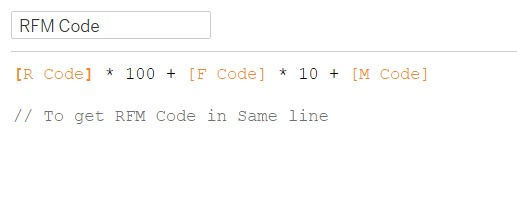 RFM Code
[R Code] * 100 + [F Code] * 10 + [M Code]
// To get RFM Code in Same line